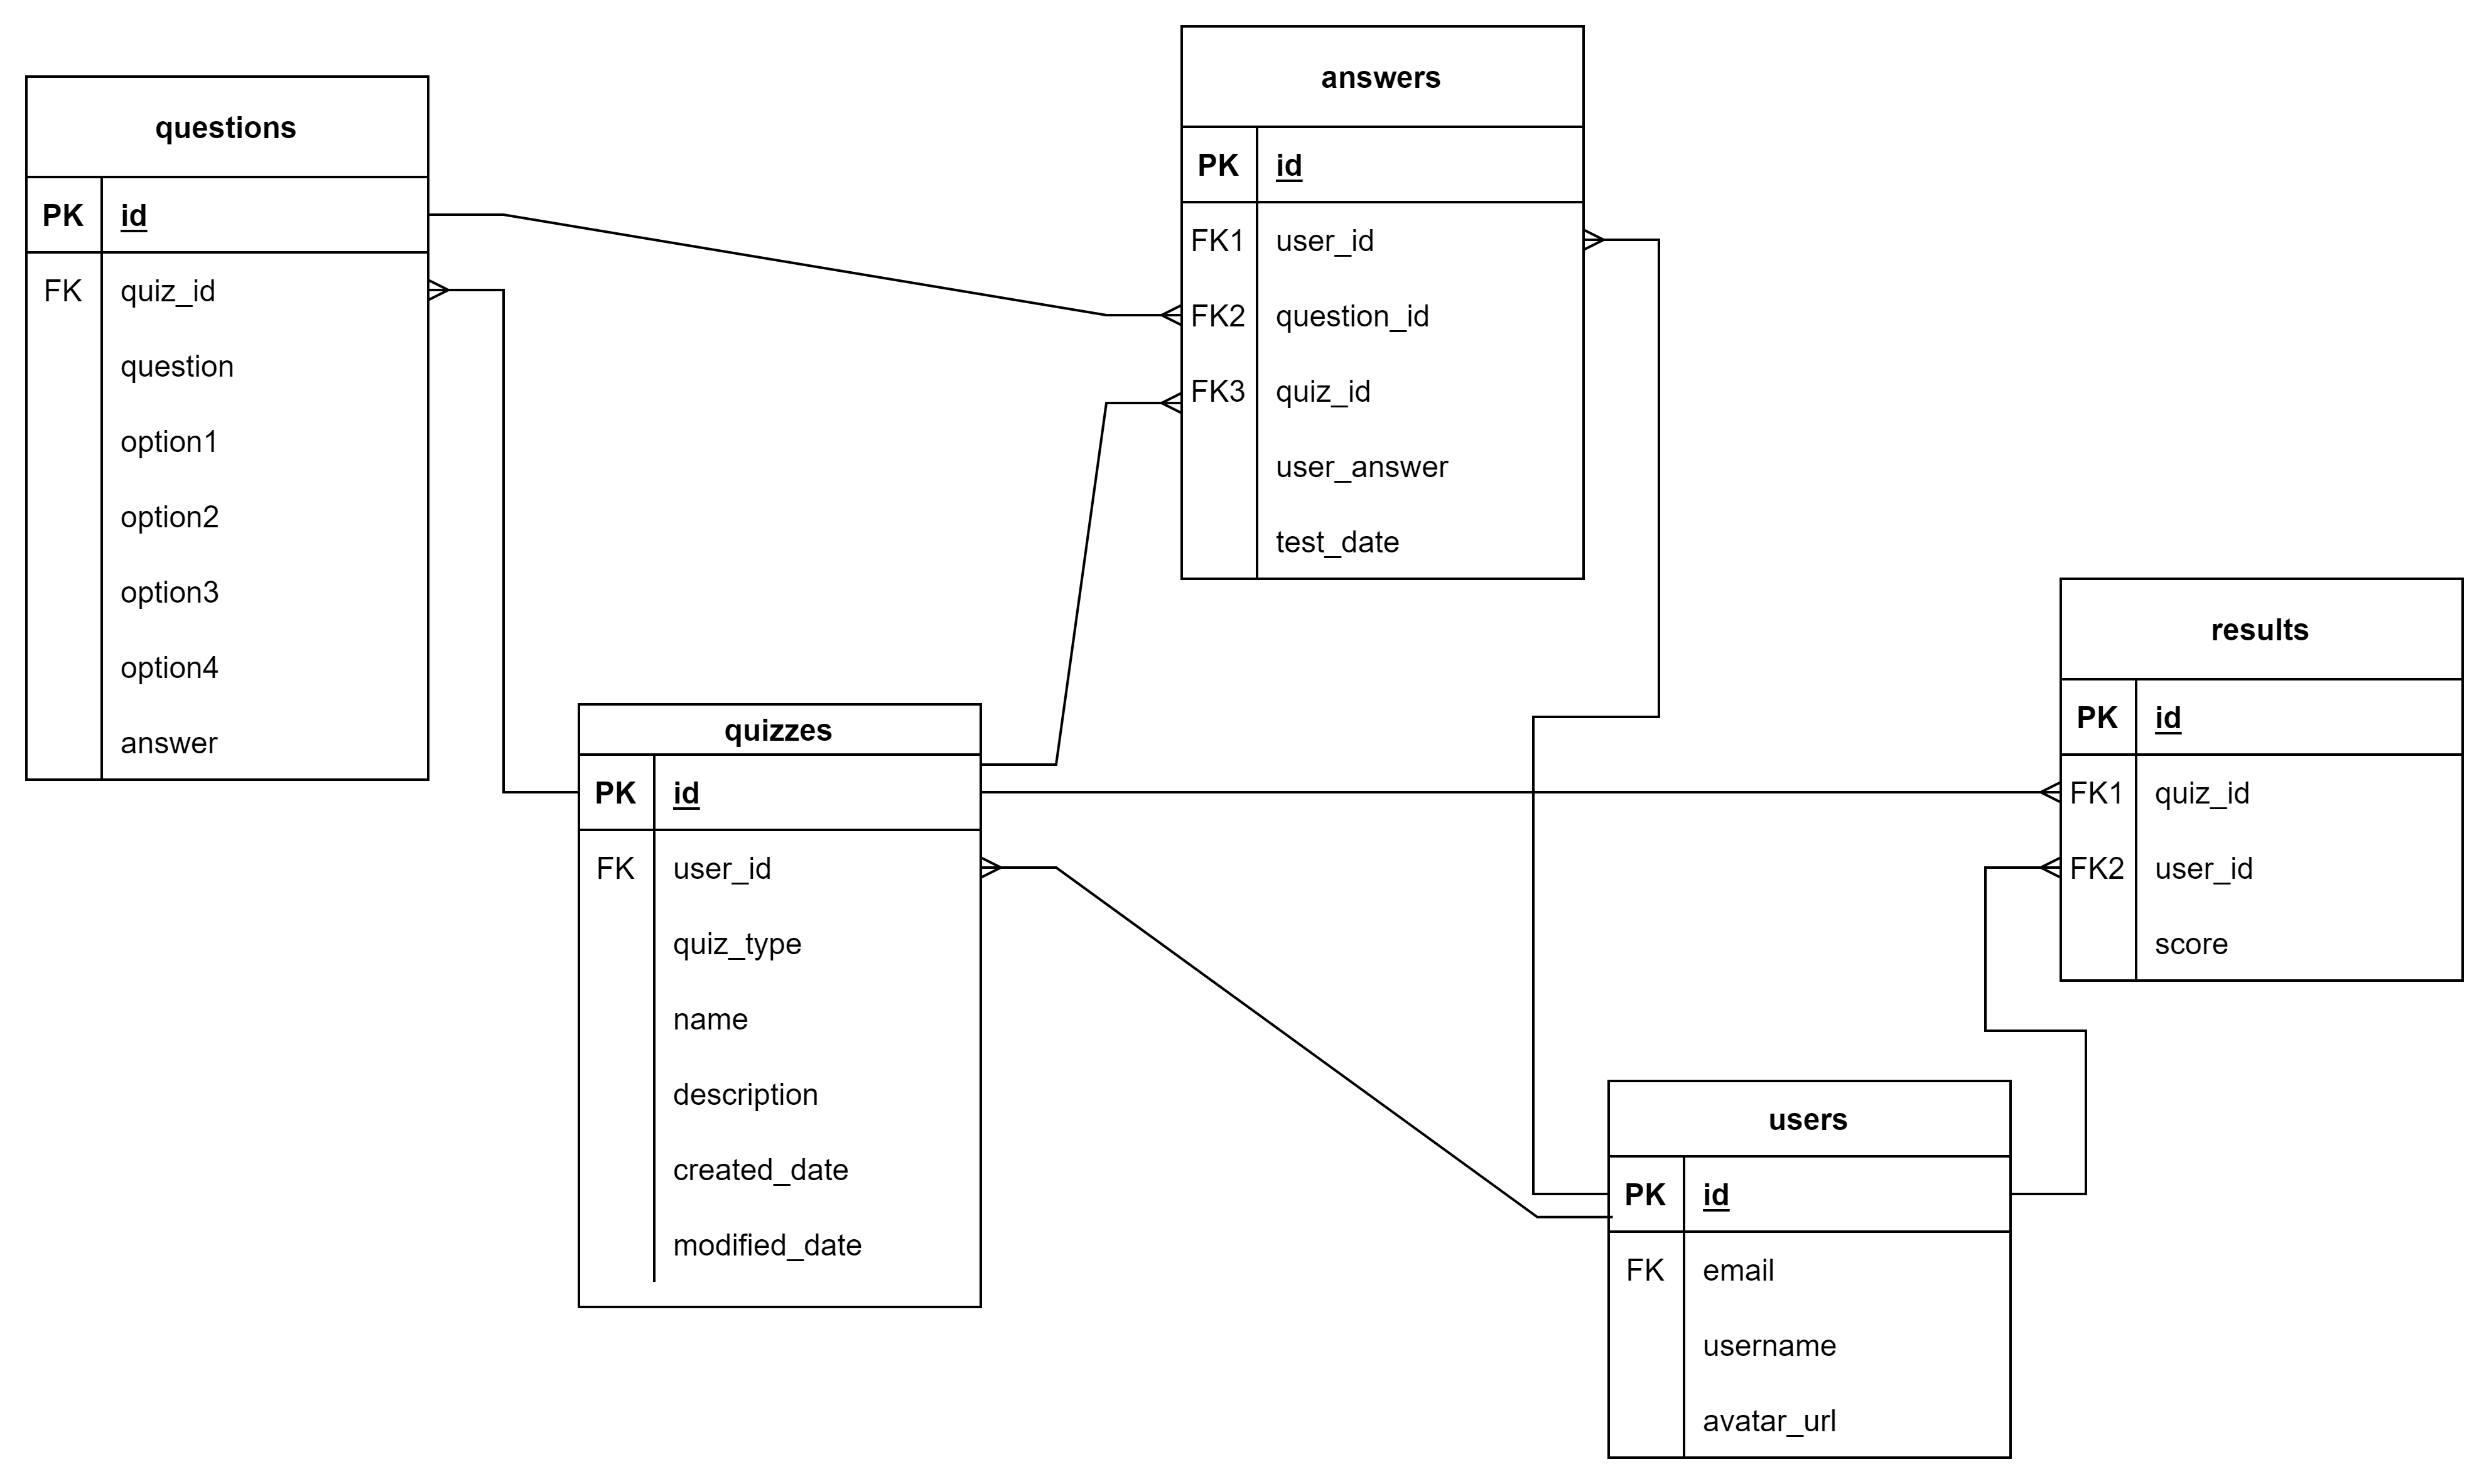 questions
PK id
FK quiz_id
question
option1
option2
option3
option4
answer
answers
PK id
FK1 user_id
FK2 question_id
FK3 quiz_id
user_answer
test_date
quizzes
PK id
FK user_id
quiz_type
name
description
created_date
modified_date
results
PK id
FK1 quiz_id
FK2 user_id
score
users
PK id
FK email
username
avatar_url